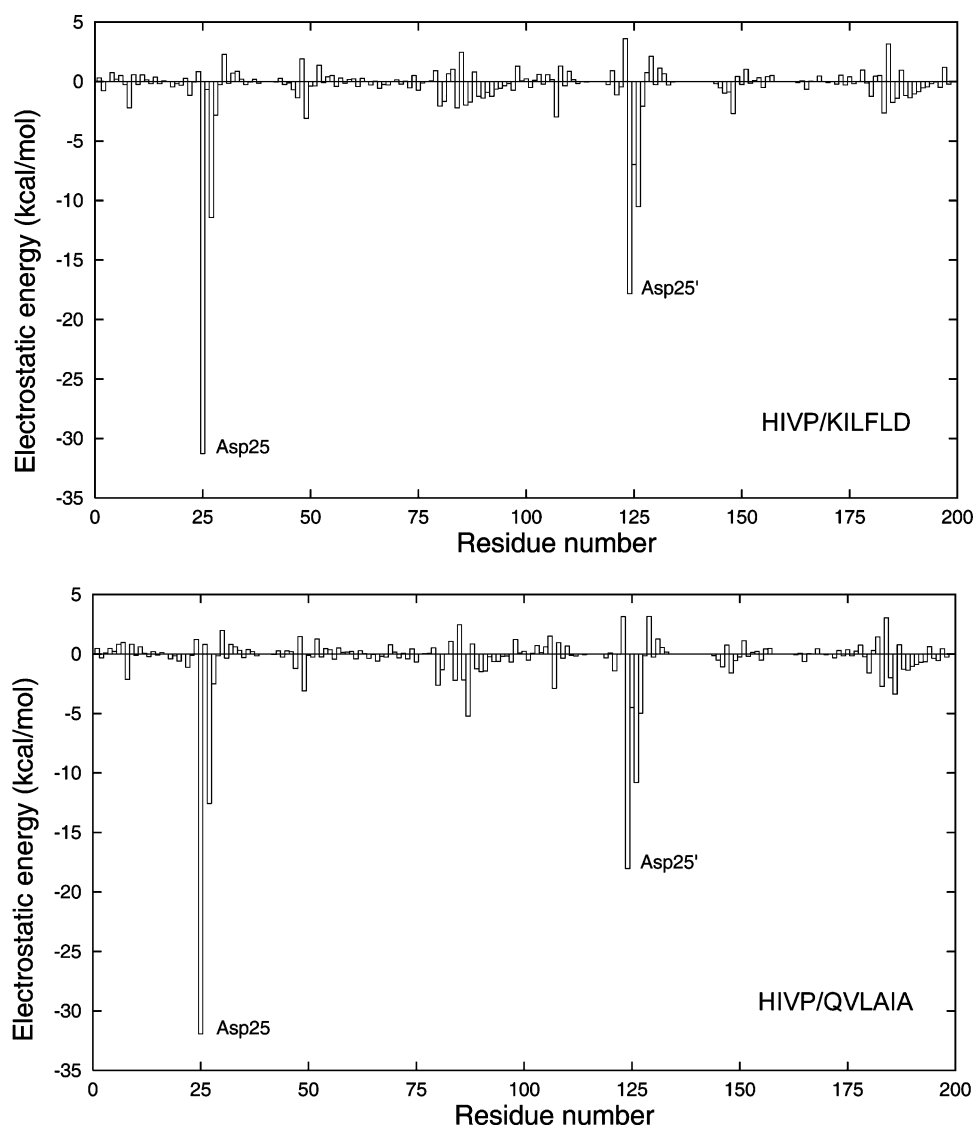 5
0
-5
-10
-15
-20
-25
-30
-35
Electrostatic energy (kcal/mol)
Asp25
Asp25'
HIVP/KILFLD
0 25 50 75 100 125 150 175 200
Residue number
5
0
-5
-10
-15
-20
-25
-30
-35
Electrostatic energy (kcal/mol)
Asp25'
Asp25
HIVP/QVLAIA
0 25 50 75 100 125 150 175 200
Residue number